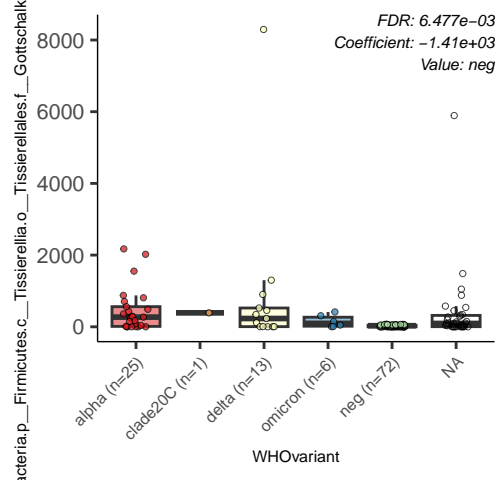 FDR: 6.477e−03
Coefficient: −1.41e+03
Value: neg
acteria.p__Firmicutes.c__Tissierellia.o__Tissierellales.f__Gottschalk
8000
6000
4000
2000
0
alpha (n=25)
clade20C (n=1)
delta (n=13)
omicron (n=6)
neg (n=72)
NA
WHOvariant